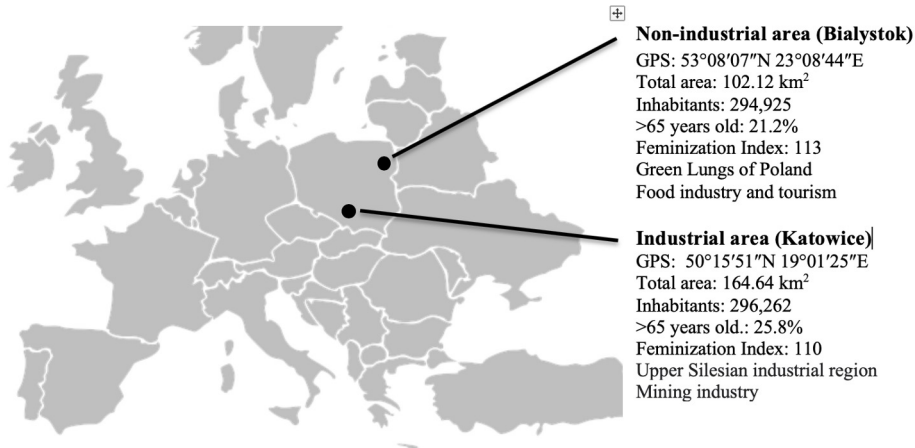 Non-industrial area (Bialystok)
GPS: 53°08′07″N 23°08′44″E
Total area: 102.12 km²
Inhabitants: 294,925
>65 years old: 21.2%
Feminization Index: 113
Green Lungs of Poland
Food industry and tourism
Industrial area (Katowice)
GPS:  50°15′51″N 19°01′25″E
Total area: 164.64 km²
Inhabitants: 296,262
>65 years old.: 25.8%
Feminization Index: 110
Upper Silesian industrial region
Mining industry